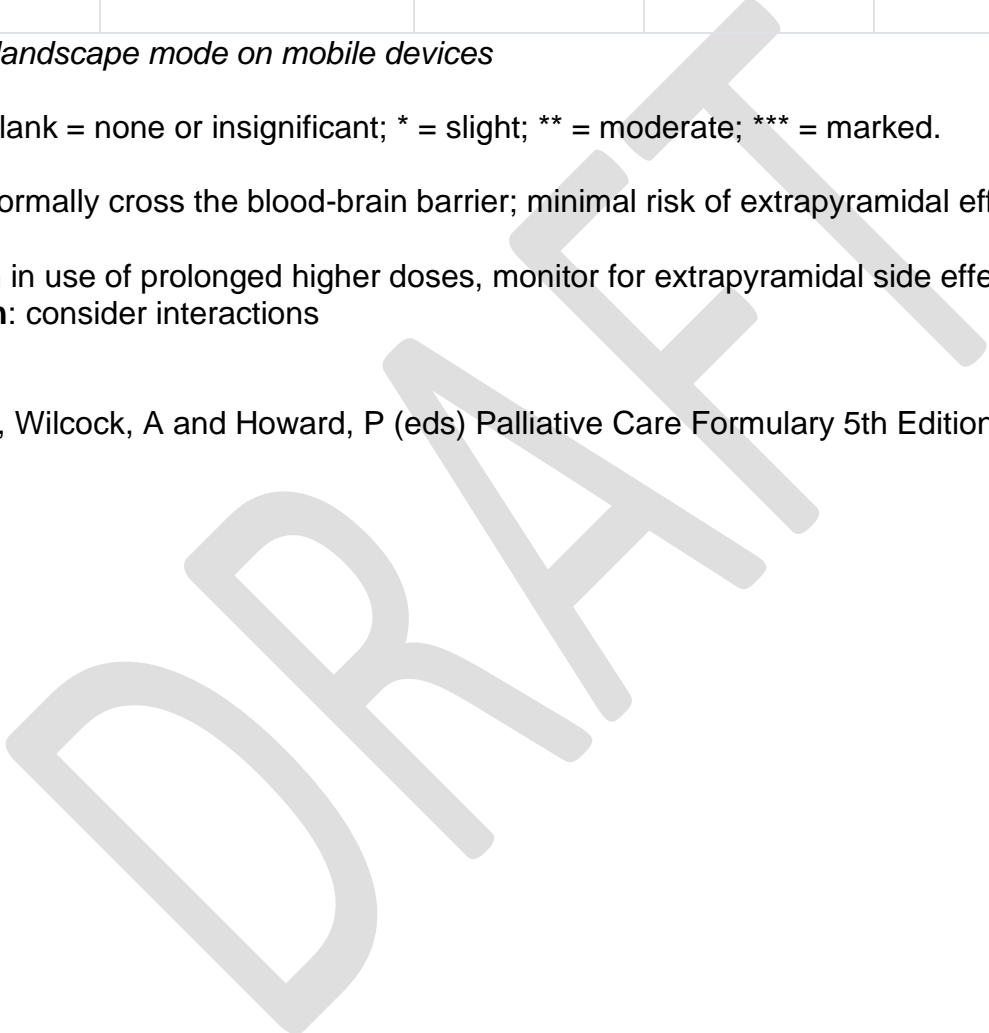 landscape mode on mobile devices
lank = none or insignificant; * = slight; ** = moderate; *** = marked.
ormally cross the blood-brain barrier; minimal risk of extrapyramidal eff
in use of prolonged higher doses, monitor for extrapyramidal side effe
n: consider interactions
, Wilcock, A and Howard, P (eds) Palliative Care Formulary 5th Edition
DRAFT